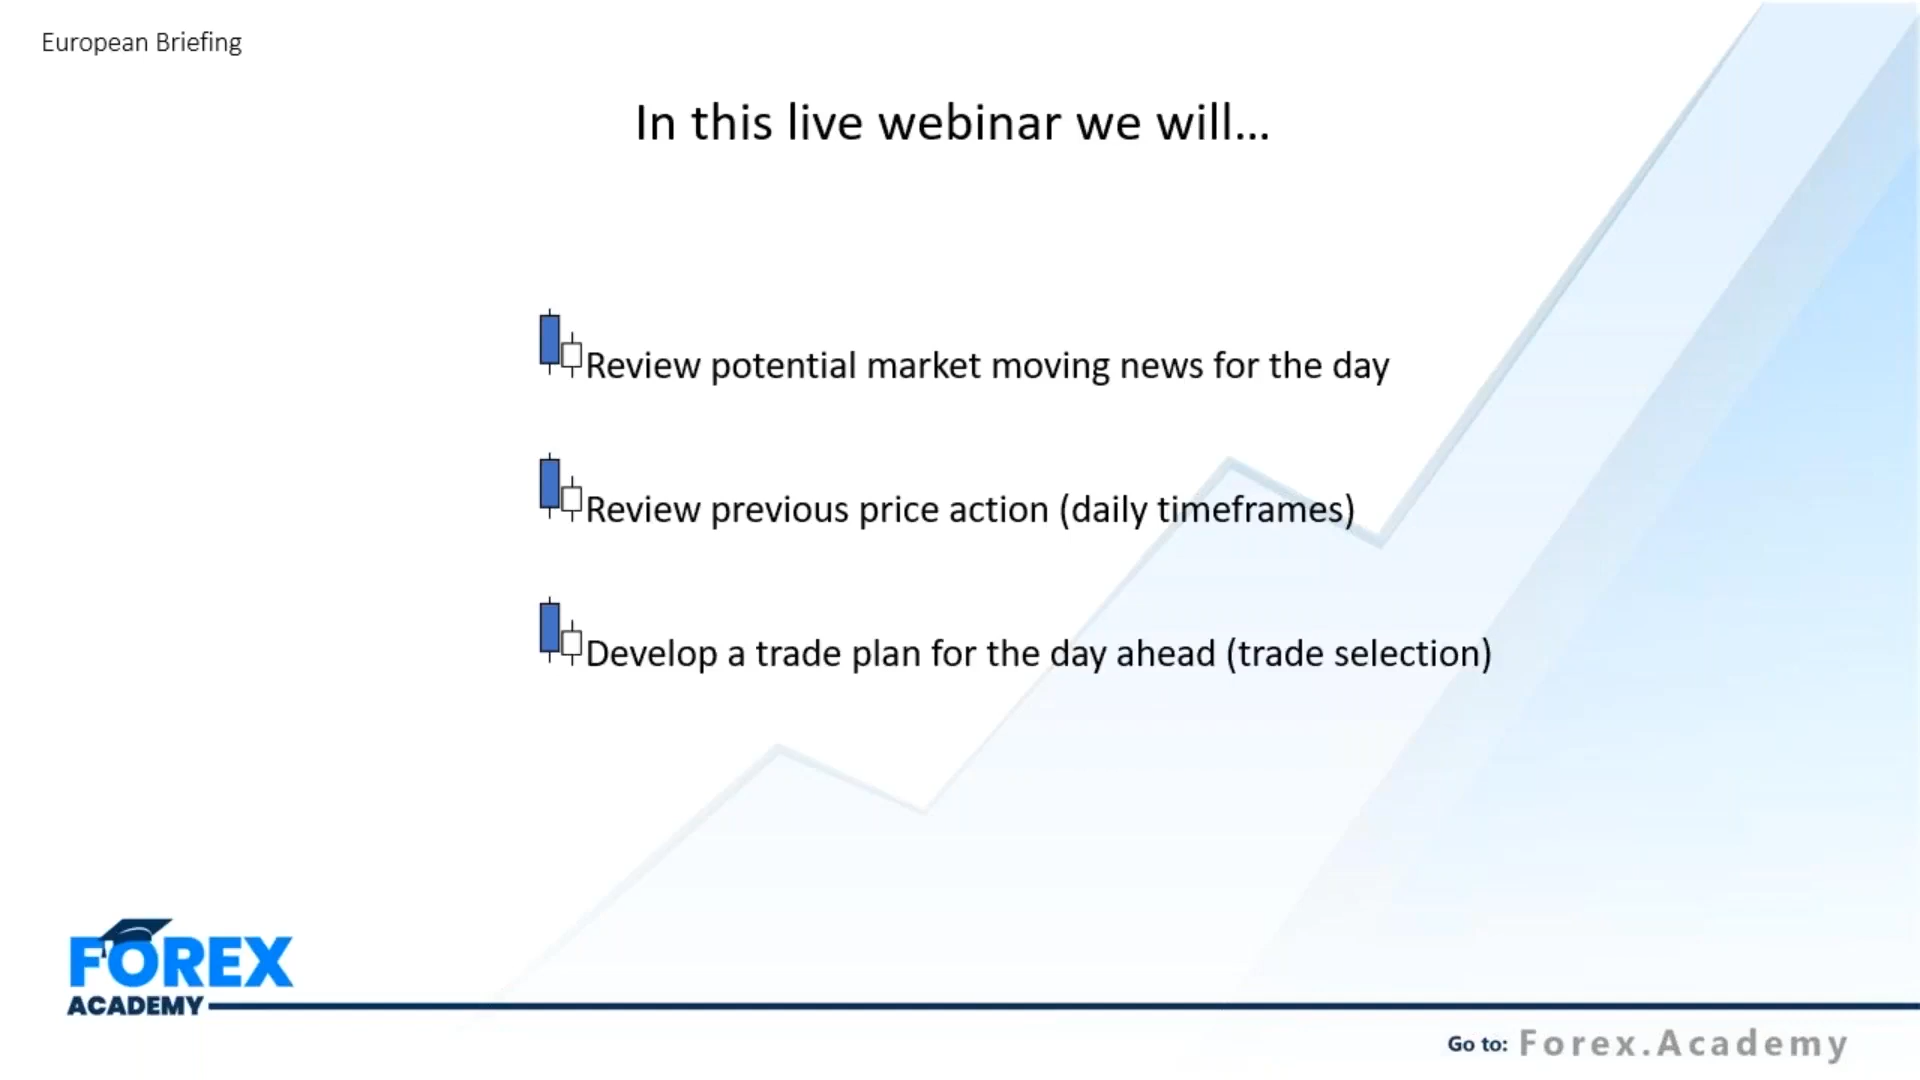 European Briefing
In this live webinar we will...
Review potential market moving news for the day
Review previous price action (daily timeframes)
Develop a trade plan for the day ahead (trade selection)
FOREX
ACADEMY
Go to: Forex.Academy